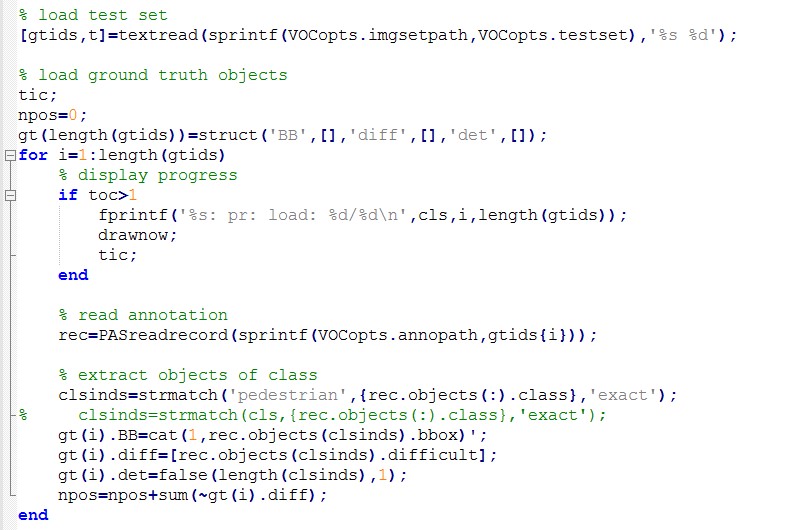 % load test set
[gtids,t]=textread(sprintf(VOCopts.imgsetpath,VOCopts.testset),'%s %d');

% load ground truth objects
tic;
npos=0;
gt(length(gtids))=struct('BB',[],'diff',[],'det',[]);
for i=1:length(gtids)
    % display progress
    if toc>1
        fprintf('%s: pr: load: %d/%d\n',cls,i,length(gtids));
        drawnow;
        tic;
    end

    % read annotation
    rec=PASreadrecord(sprintf(VOCopts.annopath,gtids{i}));

    % extract objects of class
    clsinds=strmatch('pedestrian',{rec.objects(:).class},'exact');
%     clsinds=strmatch(cls,{rec.objects(:).class},'exact');
    gt(i).BB=cat(1,rec.objects(clsinds).bbox)';
    gt(i).diff=[rec.objects(clsinds).difficult];
    gt(i).det=false(length(clsinds),1);
    npos=npos+sum(~gt(i).diff);
end